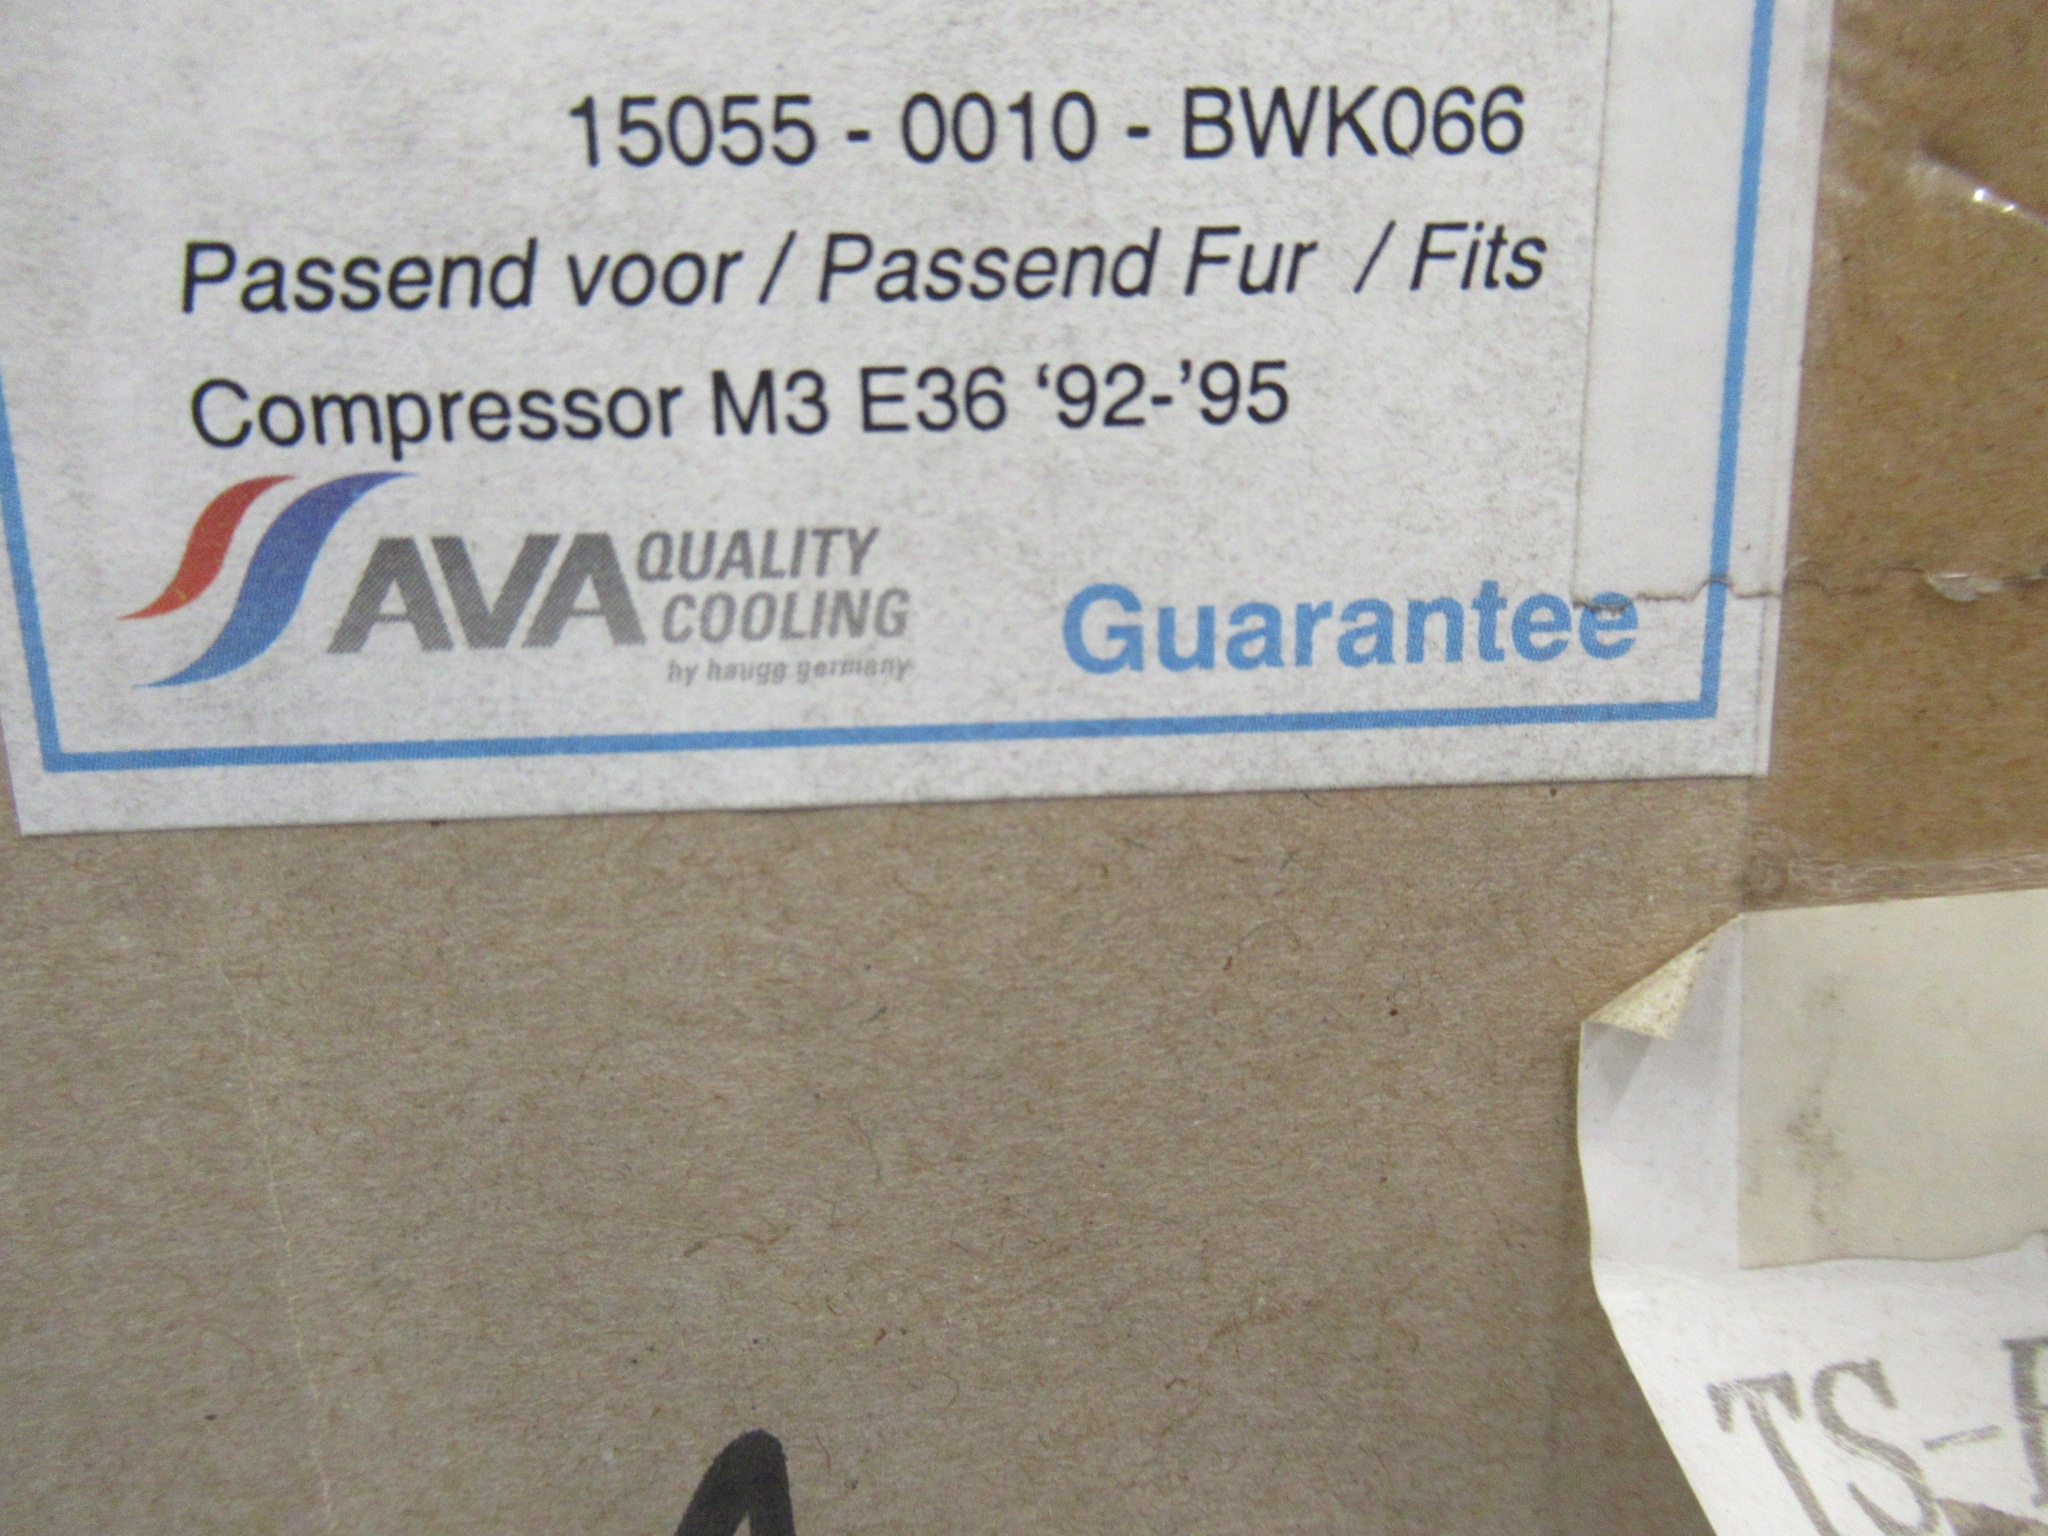 15055 - 0010 - BWK066
Passend voor / Passend Fur / Fits
Compressor M3 E36 ‘92-’95
AVA QUALITY COOLING
by haugg germany
Guarantee
TS-